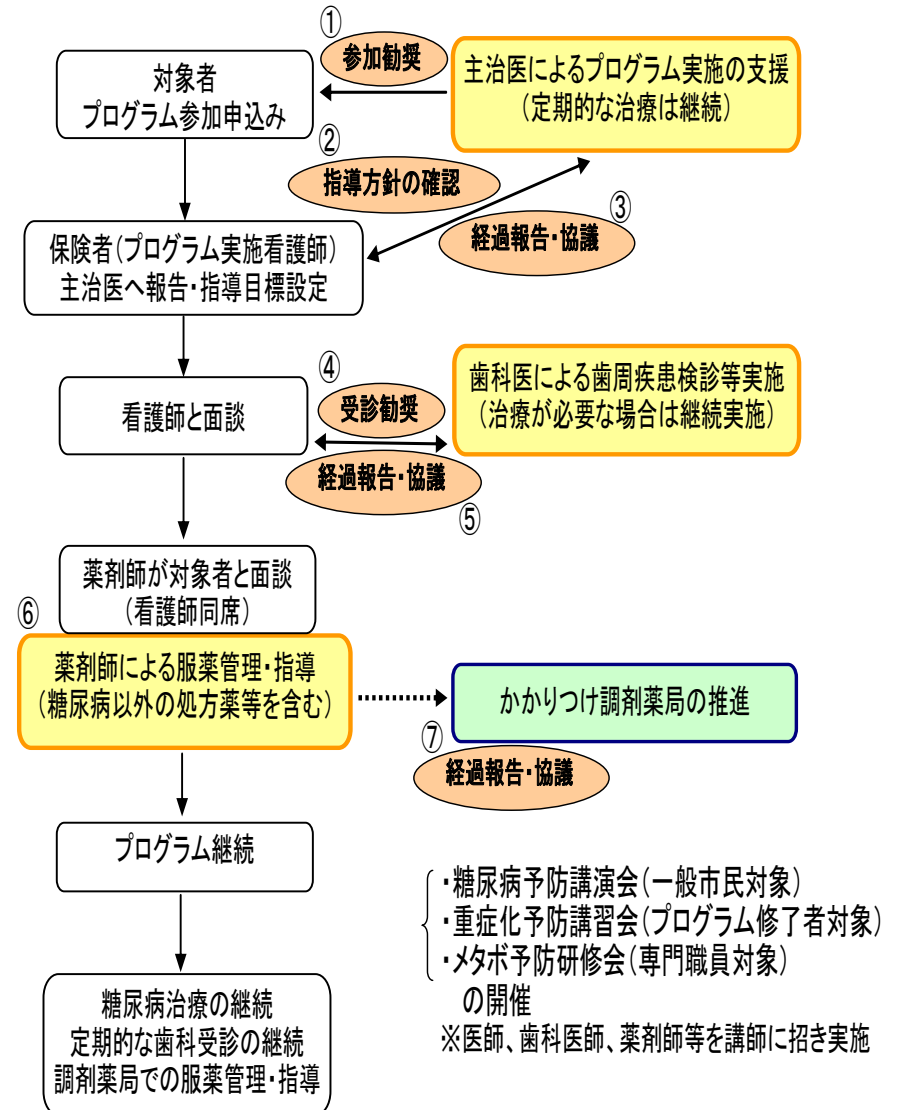 ①
参加勧奨
対象者
プログラム参加申込み
主治医によるプログラム実施の支援
(定期的な治療は継続)
②
指導方針の確認
③
経過報告・協議
保険者(プログラム実施看護師)
主治医へ報告・指導目標設定
④
受診勧奨
看護師と面談
歯科医による歯周疾患検診等実施
(治療が必要な場合は継続実施)
経過報告・協議
⑤
薬剤師が対象者と面談
(看護師同席)
⑥
薬剤師による服薬管理・指導
(糖尿病以外の処方薬等を含む)
かかりつけ調剤薬局の推進
⑦
経過報告・協議
プログラム継続
・糖尿病予防講演会(一般市民対象)
・重症化予防講習会(プログラム修了者対象)
・メタボ予防研修会(専門職員対象)
の開催
※医師、歯科医師、薬剤師等を講師に招き実施
糖尿病治療の継続
定期的な歯科受診の継続
調剤薬局での服薬管理・指導